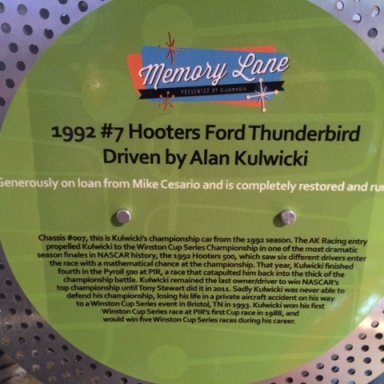 Memory Lane
PRESENTED BY bluemedia
1992 #7 Hooters Ford Thunderbird
Driven by Alan Kulwicki
Generously on loan from Mike Cesario and is completely restored and run
Chassis #007, this is Kulwicki's championship car from the 1992 season. The AK Racing entry
propelled Kulwicki to the Winston Cup Series Championship in one of the most dramatic
season finales in NASCAR history, the 1992 Hooters 500, which saw six different drivers enter
the race with a mathematical chance at the championship. That year, Kulwicki finished
fourth in the Pyroil 500 at PIR, a race that catapulted him back into the thick of the
championship battle. Kulwicki remained the last owner/driver to win NASCAR's
top championship until Tony Stewart did it in 2011. Sadly Kulwicki was never able to
defend his championship, losing his life in a private aircraft accident on his way
to a Winston Cup Series event in Bristol, TN in 1993. Kulwicki won his first
Winston Cup Series race at PIR's first Cup race in 1988, and
would win five Winston Cup Series races during his career.